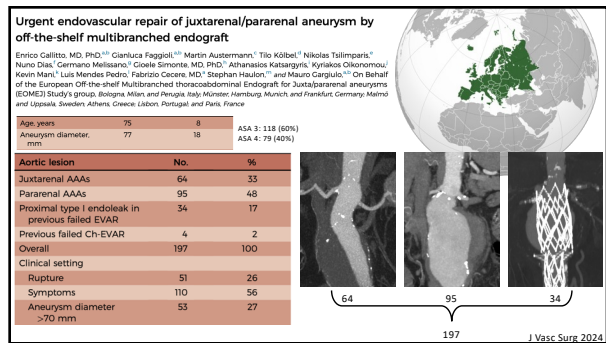 Urgent endovascular repair of juxtarenal/pararenal aneurysm by
off-the-shelf multibranched endograft
Enrico Gallitto, MD, PhD,a,b Gianluca Faggioli,a,b Martin Austermann,c Tilo Kölbel,d Nikolas Tsilimparis,e
Nuno Dias,f Germano Melissano,g Gioele Simonte, MD, PhD,h Athanasios Katsargyris,i Kyriakos Oikonomou,j
Kevin Mani,k Luis Mendes Pedro,l Fabrizio Cecere, MD,a Stephan Haulon,m and Mauro Gargiulo,a,b On Behalf
of the European Off-the-shelf Multibranched thoracoabdominal Endograft for Juxta/pararenal aneurysms
(EOMEJ) Study's group, Bologna, Milan, and Perugia, Italy; Münster, Hamburg, Munich, and Frankfurt, Germany; Malmö
and Uppsala, Sweden; Athens, Greece; Lisbon, Portugal; and Paris, France
Age, years 75 8
Aneurysm diameter, 77 18
mm
ASA 3: 118 (60%)
ASA 4: 79 (40%)
Aortic lesion No. %
Juxtarenal AAAs 64 33
Pararenal AAAs 95 48
Proximal type I endoleak in 34 17
previous failed EVAR
Previous failed Ch-EVAR 4 2
Overall 197 100
Clinical setting
Rupture 51 26
Symptoms 110 56
Aneurysm diameter 53 27
>70 mm
64 95 34
197
J Vasc Surg 2024